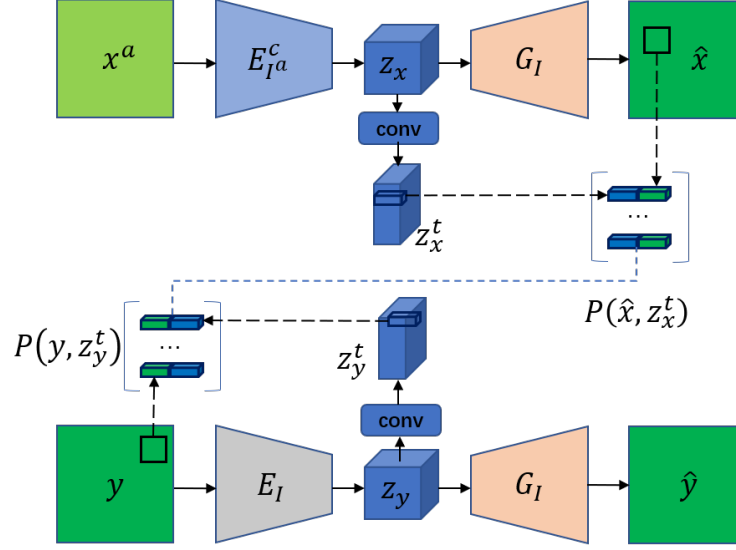 x^a
E^c_{I^a}
z_x
G_I
x̂
conv
z^t_x
...
P(x̂, z^t_x)
P(y, z^t_y)
...
z^t_y
conv
y
E_I
z_y
G_I
ŷ